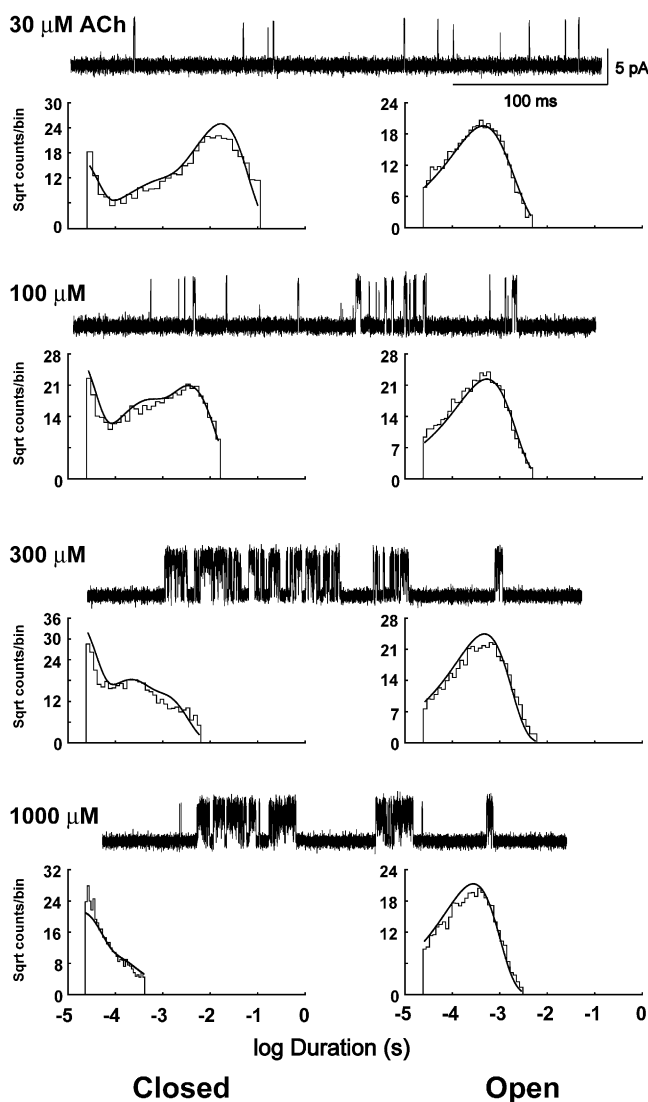 30 μM ACh
5 pA
100 ms
Sqrt counts/bin
30
24
18
12
6
0
24
18
12
6
0
100 μM
Sqrt counts/bin
28
21
14
0
28
21
14
7
0
300 μM
Sqrt counts/bin
36
30
24
12
0
28
21
14
7
0
1000 μM
Sqrt counts/bin
32
24
16
8
0
24
18
12
6
0
-5 -4 -3 -2 -1 0
-5 -4 -3 -2 -1 0
log Duration (s)
Closed Open